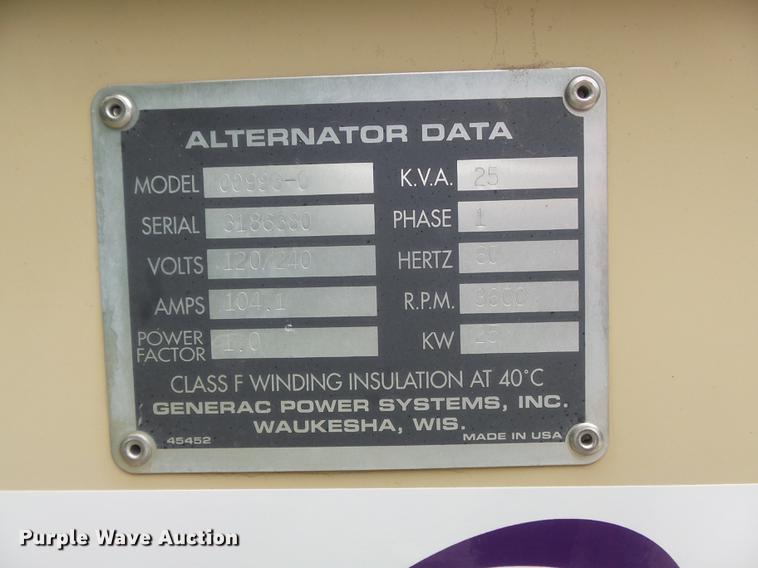 ALTERNATOR DATA
MODEL K.V.A. 25
SERIAL 3186380 PHASE 1
VOLTS 120/240 HERTZ 60
AMPS 104.1 R.P.M. 3600
POWER FACTOR 1.0 KW
CLASS F WINDING INSULATION AT 40°C
GENERAC POWER SYSTEMS, INC.
WAUKESHA, WIS.
45452 MADE IN USA
Purple Wave Auction